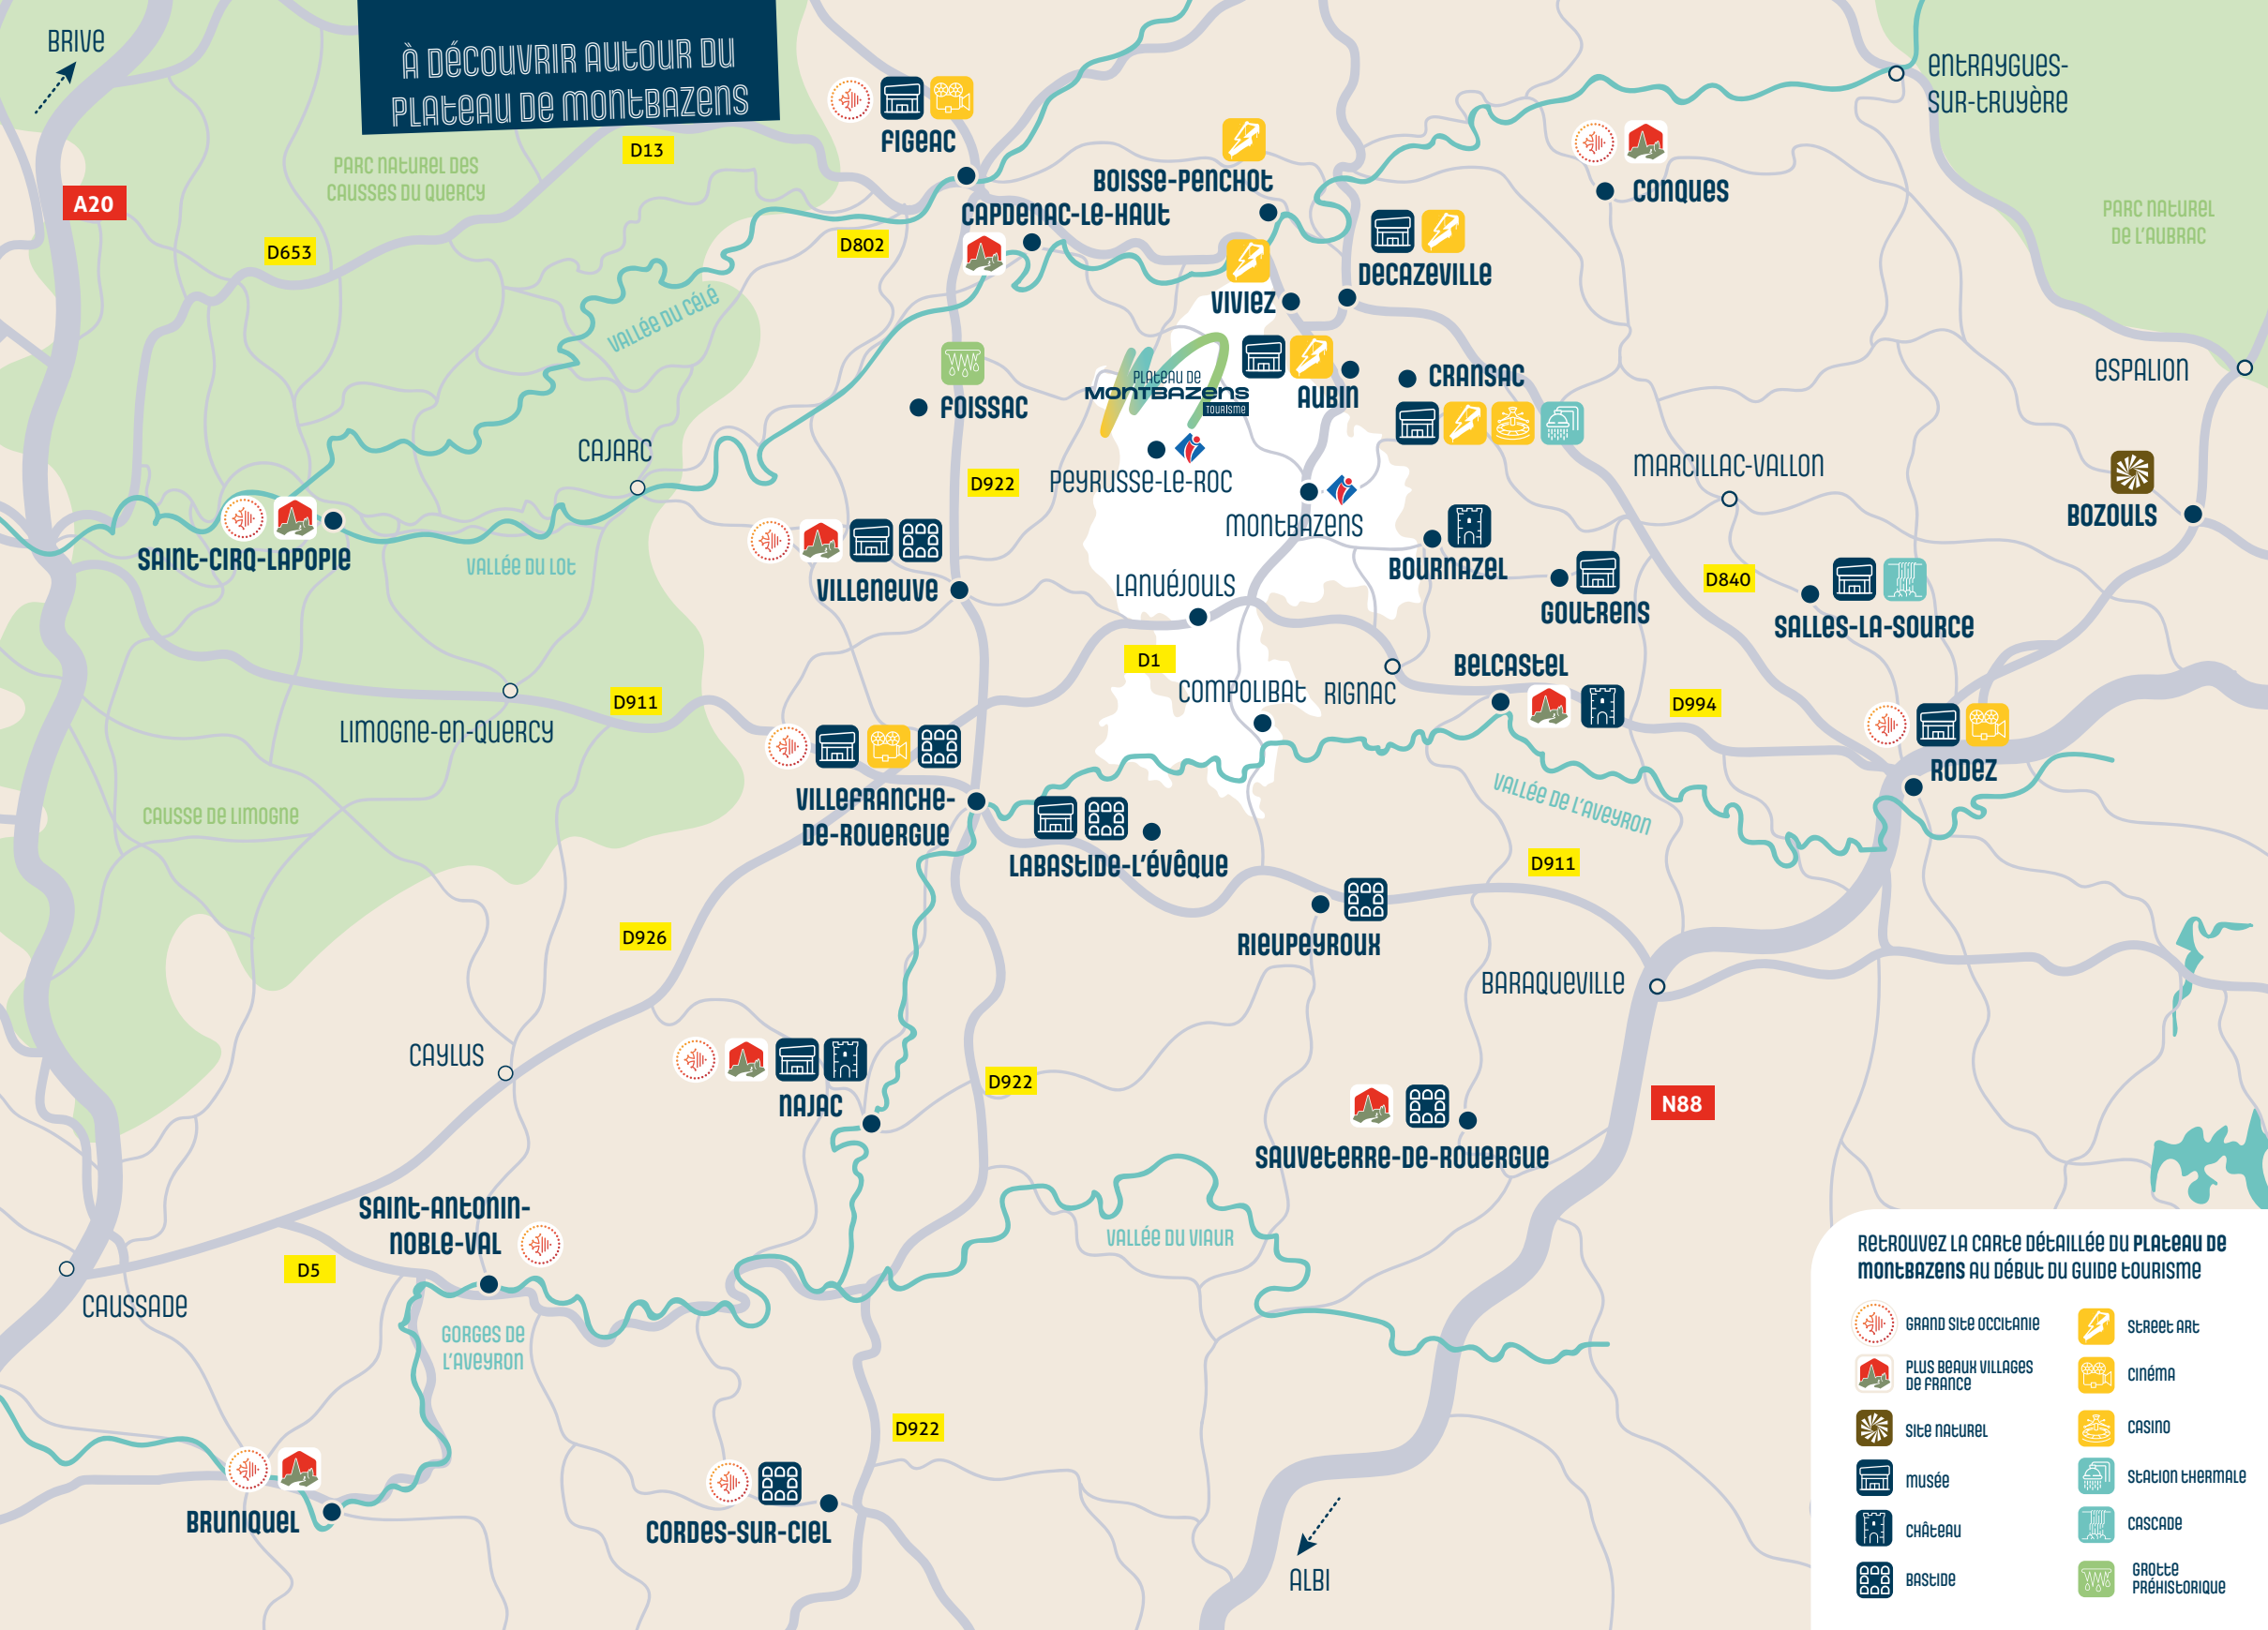 À DÉCOUVRIR AUTOUR DU
PLATEAU DE MONTBAZENS
BRIVE
A20
PARC NATUREL DES
CAUSSES DU QUERCY
D13
D653
FIGEAC
D802
BOISSE-PENCHOT
CAPDENAC-LE-HAUT
VIVIEZ
DECAZEVILLE
CONQUES
ENTRAYGUES-
SUR-TRUYÈRE
PARC NATUREL
DE L'AUBRAC
ESPALION
VALLÉE DU CÉLÉ
FOISSAC
PLATEAU DE
MONTBAZENS
TOURISME
AUBIN
CRANSAC
CAJARC
D922
PEYRUSSE-LE-ROC
MONTBAZENS
MARCILLAC-VALLON
BOZOULS
SAINT-CIRQ-LAPOPIE
VALLÉE DU LOT
VILLENEUVE
LANUÉJOULS
BOURNAZEL
GOUTRENS
D840
SALLES-LA-SOURCE
D1
COMPOLIBAT
RIGNAC
BELCASTEL
D994
D911
LIMOGNE-EN-QUERCY
RODEZ
CAUSSE DE LIMOGNE
VILLEFRANCHE-
DE-ROUERGUE
VALLÉE DE L'AVEYRON
LABASTIDE-L'ÉVÊQUE
D911
D926
RIEUPEYROUX
BARAQUEVILLE
CAYLUS
NAJAC
D922
N88
SAUVETERRE-DE-ROUERGUE
SAINT-ANTONIN-
NOBLE-VAL
VALLÉE DU VIAUR
D5
CAUSSADE
GORGES DE
L'AVEYRON
D922
BRUNIQUEL
CORDES-SUR-CIEL
ALBI
RETROUVEZ LA CARTE DÉTAILLÉE DU PLATEAU DE
MONTBAZENS AU DÉBUT DU GUIDE TOURISME
GRAND SITE OCCITANIE
PLUS BEAUX VILLAGES
DE FRANCE
SITE NATUREL
MUSÉE
CHÂTEAU
BASTIDE
STREET ART
CINÉMA
CASINO
STATION THERMALE
CASCADE
GROTTE
PRÉHISTORIQUE